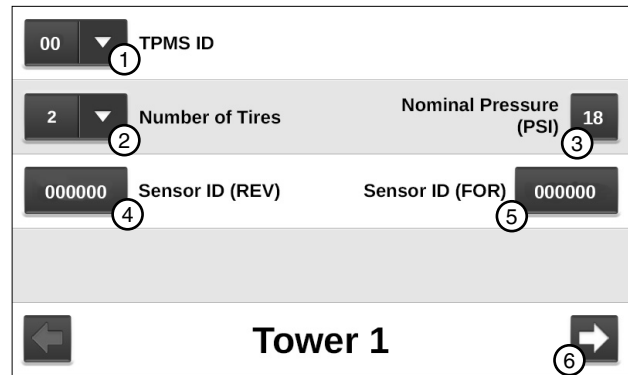 00 TPMS ID
1
2 Number of Tires Nominal Pressure
(PSI) 18
2 3
000000 Sensor ID (REV) Sensor ID (FOR) 000000
4 5
Tower 1
6